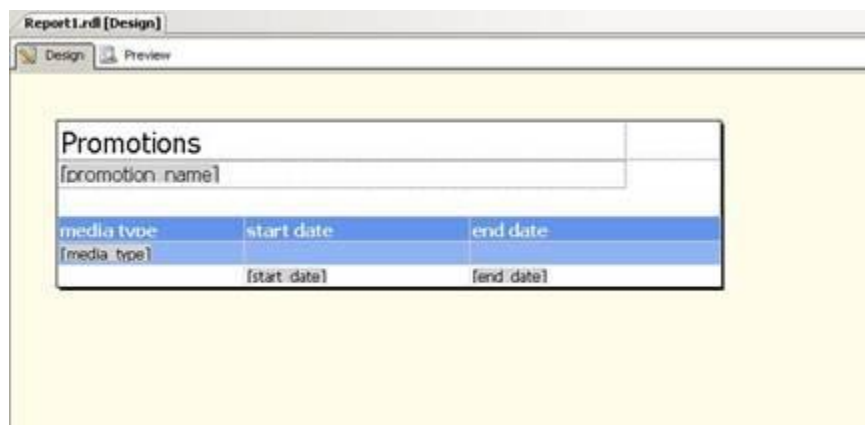 Report1.rdl [Design]
Design Preview
Promotions
[promotion_name]
media type start date end date
[media_type]
[start_date] [end_date]